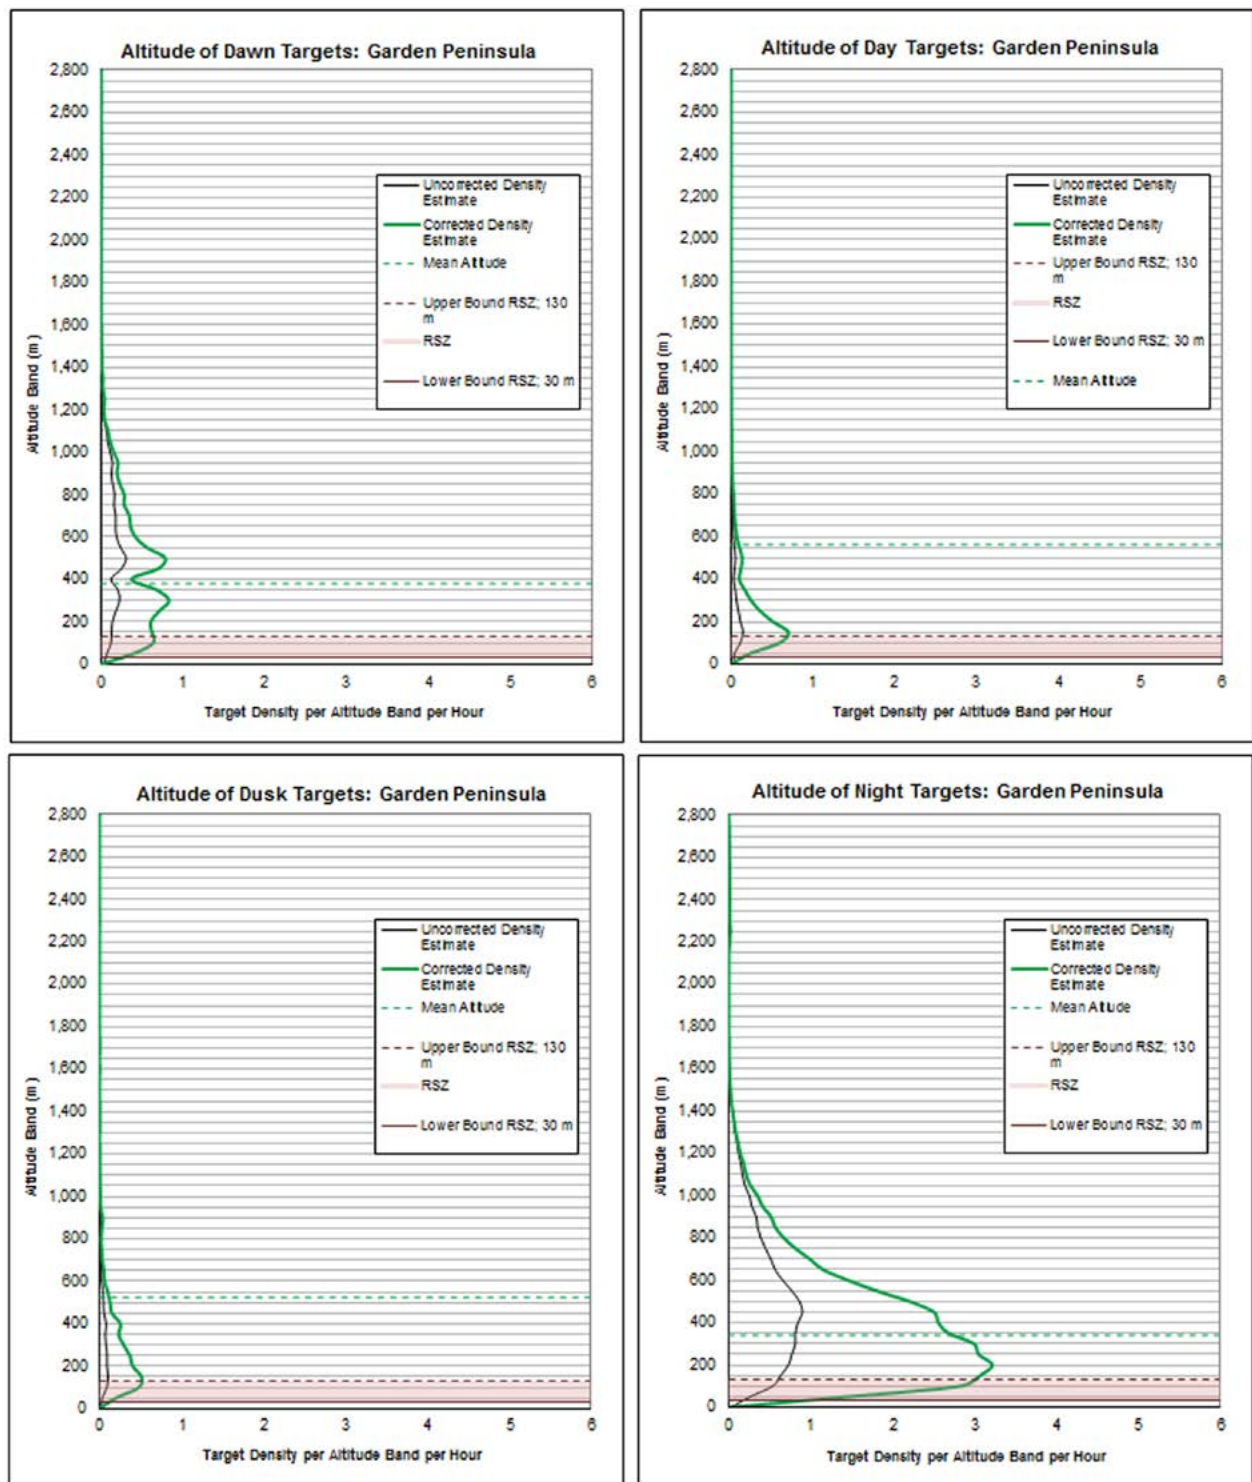 Altitude of Dawn Targets: Garden Peninsula
2,800
2,600
2,400
2,200
2,000
1,800
1,600
1,400
1,200
1,000
800
600
400
200
0
Altitude Band (m)
Uncorrected Density
Estimate
Corrected Density
Estimate
Mean Altitude
Upper Bound RSZ; 130
m
RSZ
Lower Bound RSZ; 30 m
0 1 2 3 4 5 6
Target Density per Altitude Band per Hour
Altitude of Day Targets: Garden Peninsula
2,800
2,600
2,400
2,200
2,000
1,800
1,600
1,400
1,200
1,000
800
600
400
200
0
Altitude Band (m)
Uncorrected Density
Estimate
Corrected Density
Estimate
Upper Bound RSZ; 130
m
RSZ
Lower Bound RSZ; 30 m
Mean Altitude
0 1 2 3 4 5 6
Target Density per Altitude Band per Hour
Altitude of Dusk Targets: Garden Peninsula
2,800
2,600
2,400
2,200
2,000
1,800
1,600
1,400
1,200
1,000
800
600
400
200
0
Altitude Band (m)
Uncorrected Density
Estimate
Corrected Density
Estimate
Mean Altitude
Upper Bound RSZ; 130
m
RSZ
Lower Bound RSZ; 30 m
0 1 2 3 4 5 6
Target Density per Altitude Band per Hour
Altitude of Night Targets: Garden Peninsula
2,800
2,600
2,400
2,200
2,000
1,800
1,600
1,400
1,200
1,000
800
600
400
200
0
Altitude Band (m)
Uncorrected Density
Estimate
Corrected Density
Estimate
Mean Altitude
Upper Bound RSZ; 130
m
RSZ
Lower Bound RSZ; 30 m
0 1 2 3 4 5 6
Target Density per Altitude Band per Hour